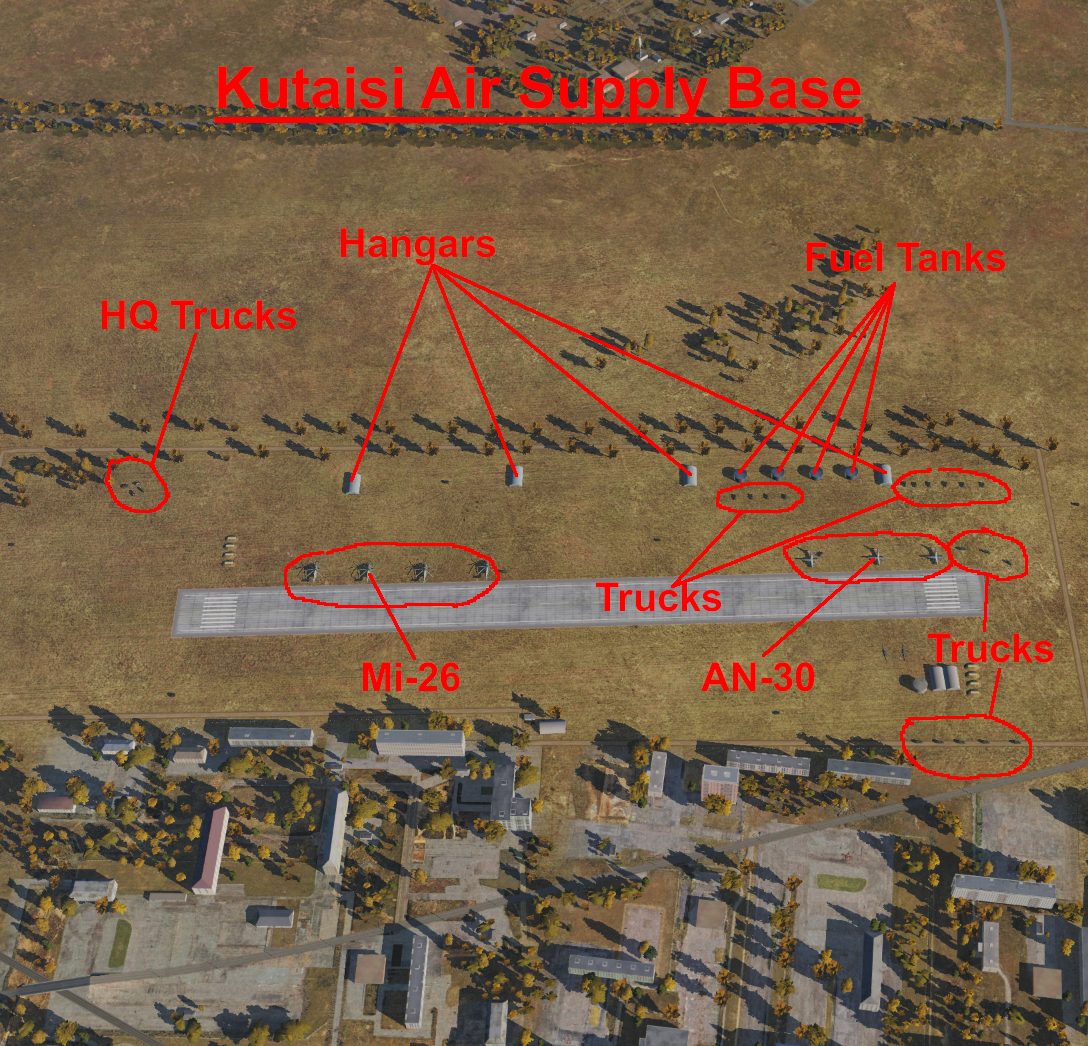 Kutaisi Air Supply Base
Hangars
Fuel Tanks
HQ Trucks
Trucks
Trucks
Mi-26
AN-30